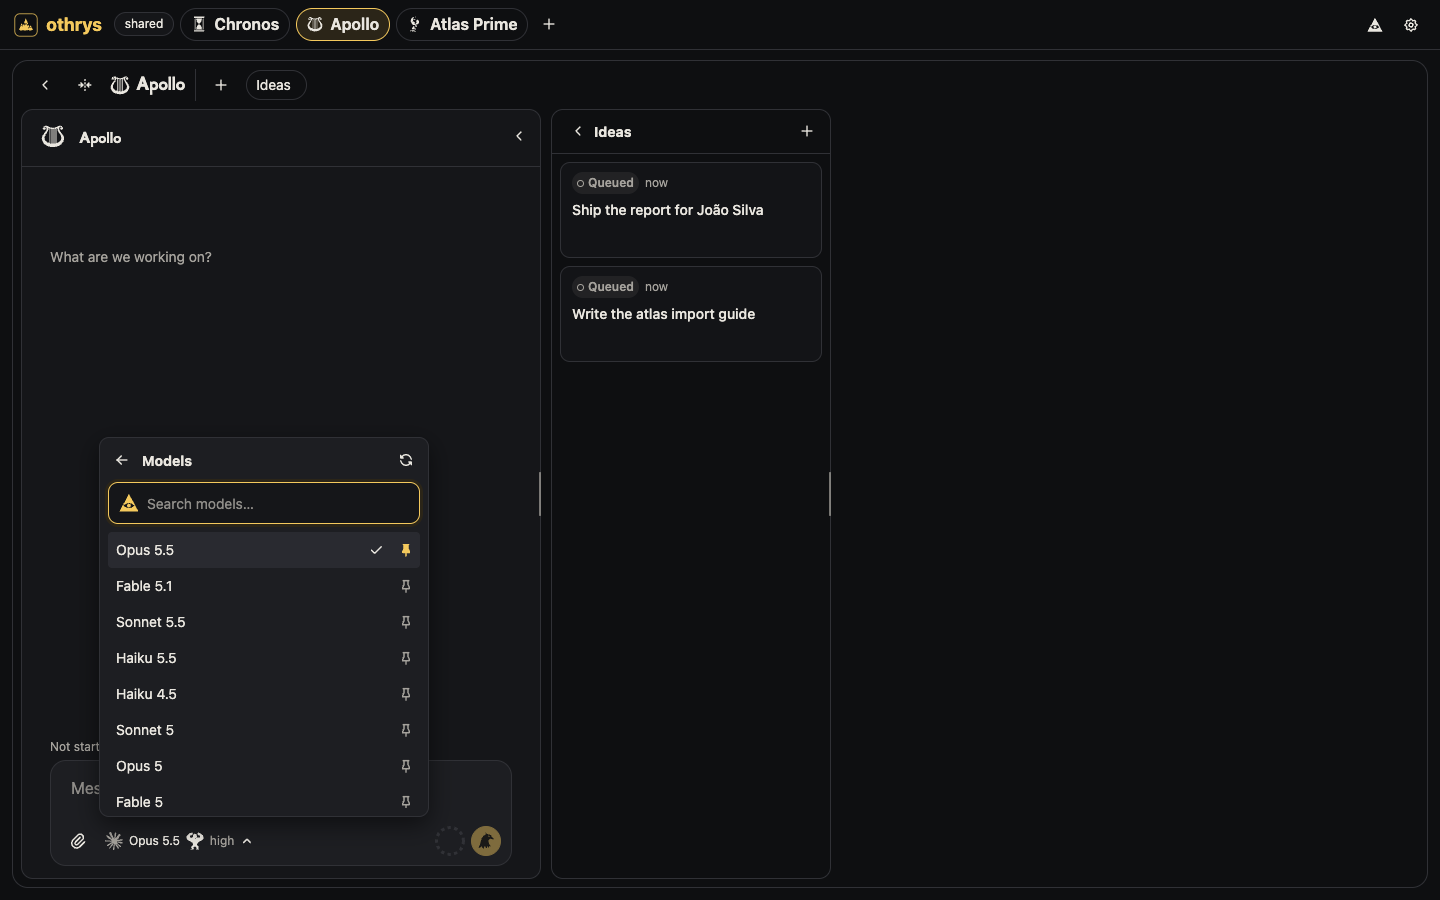 othrys shared Chronos Apollo Atlas Prime
Apollo Ideas
Apollo
Ideas
Queued now
Ship the report for João Silva
Queued now
Write the atlas import guide
What are we working on?
Models
Search models...
Opus 5.5
Fable 5.1
Sonnet 5.5
Haiku 5.5
Haiku 4.5
Sonnet 5
Opus 5
Fable 5
Not start
Mes
Opus 5.5 high